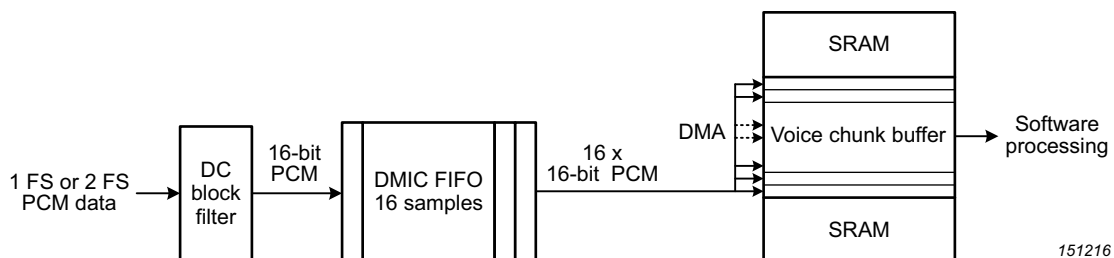 1 FS or 2 FS
PCM data
DC
block
filter
16-bit
PCM
DMIC FIFO
16 samples
16 x
16-bit PCM
DMA
SRAM
Voice chunk buffer
SRAM
Software
processing
151216